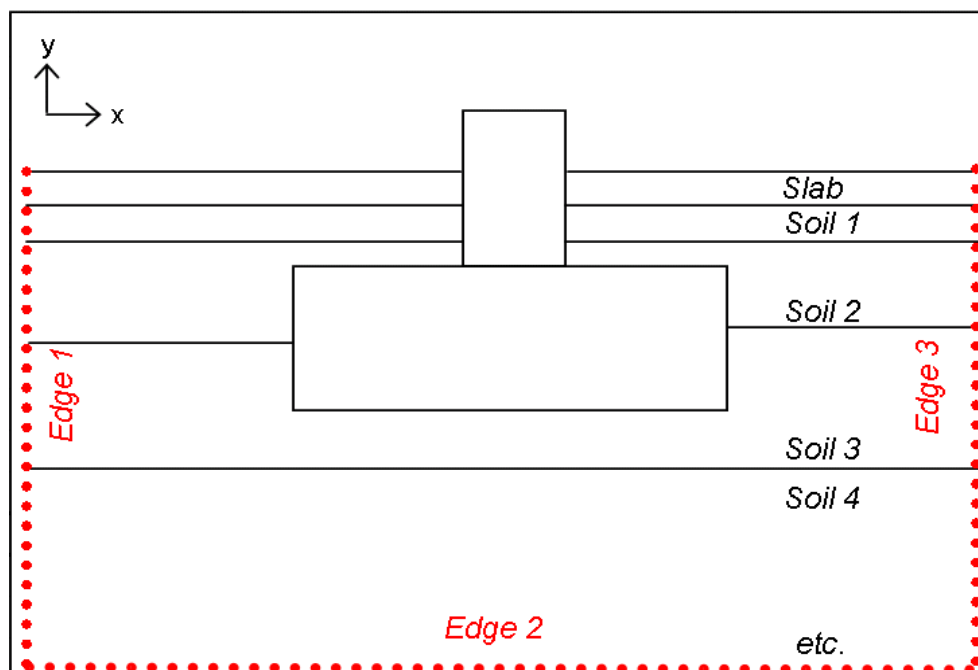 y
x
Slab
Soil 1
Soil 2
Edge 1
Edge 3
Soil 3
Soil 4
Edge 2
etc.